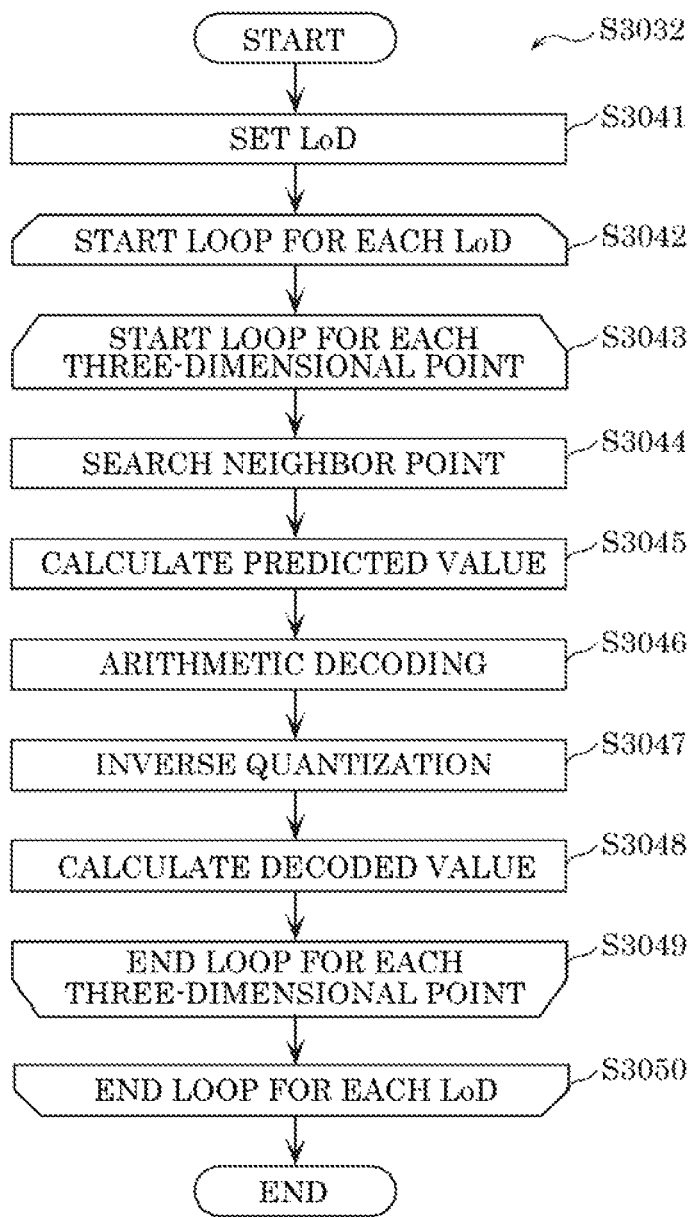 START
S3032
S3041
SET LoD
START LOOP FOR EACH LoD
S3042
START LOOP FOR EACH
THREE-DIMENSIONAL POINT
S3043
SEARCH NEIGHBOR POINT
S3044
CALCULATE PREDICTED VALUE
S3045
ARITHMETIC DECODING
S3046
INVERSE QUANTIZATION
S3047
CALCULATE DECODED VALUE
S3048
END LOOP FOR EACH
THREE-DIMENSIONAL POINT
S3049
END LOOP FOR EACH LoD
S3050
END